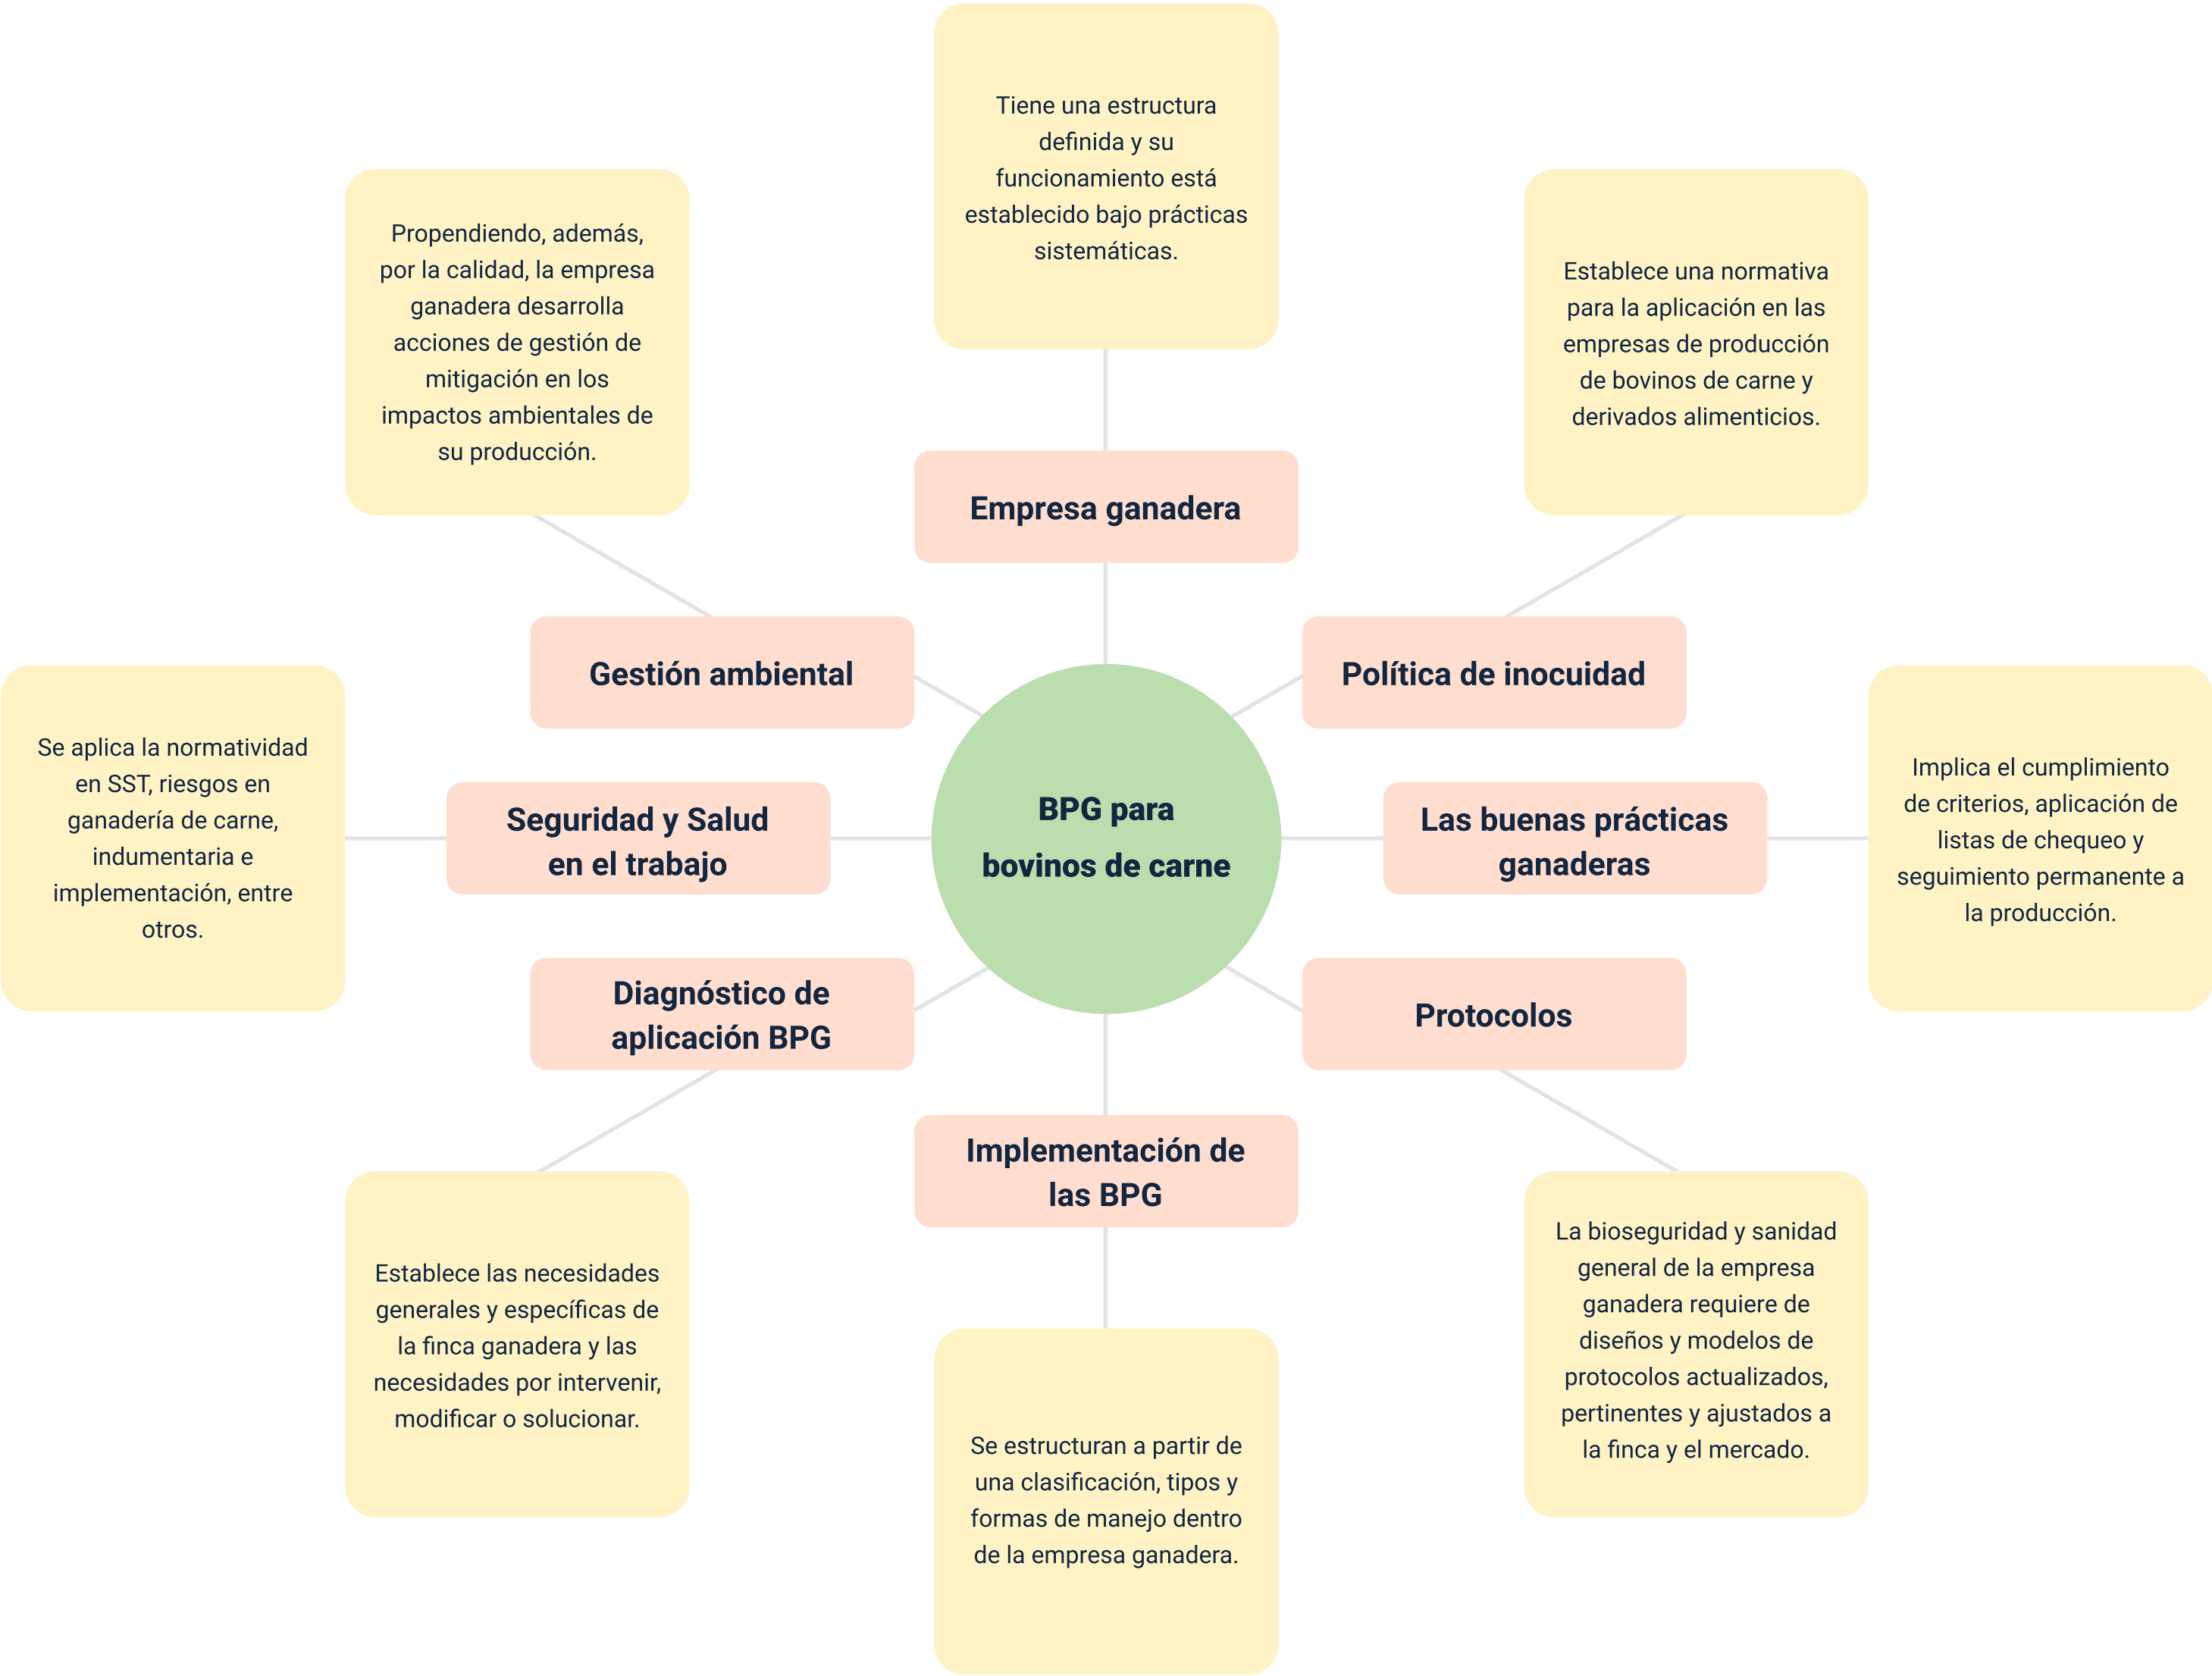 Tiene una estructura
definida y su
funcionamiento está
establecido bajo prácticas
sistemáticas.
Empresa ganadera
Propendiendo, además,
por la calidad, la empresa
ganadera desarrolla
acciones de gestión de
mitigación en los
impactos ambientales de
su producción.
Gestión ambiental
Establece una normativa
para la aplicación en las
empresas de producción
de bovinos de carne y
derivados alimenticios.
Política de inocuidad
Se aplica la normatividad
en SST, riesgos en
ganadería de carne,
indumentaria e
implementación, entre
otros.
Seguridad y Salud
en el trabajo
BPG para
bovinos de carne
Las buenas prácticas
ganaderas
Implica el cumplimiento
de criterios, aplicación de
listas de chequeo y
seguimiento permanente a
la producción.
Diagnóstico de
aplicación BPG
Establece las necesidades
generales y específicas de
la finca ganadera y las
necesidades por intervenir,
modificar o solucionar.
Implementación de
las BPG
Se estructuran a partir de
una clasificación, tipos y
formas de manejo dentro
de la empresa ganadera.
Protocolos
La bioseguridad y sanidad
general de la empresa
ganadera requiere de
diseños y modelos de
protocolos actualizados,
pertinentes y ajustados a
la finca y el mercado.